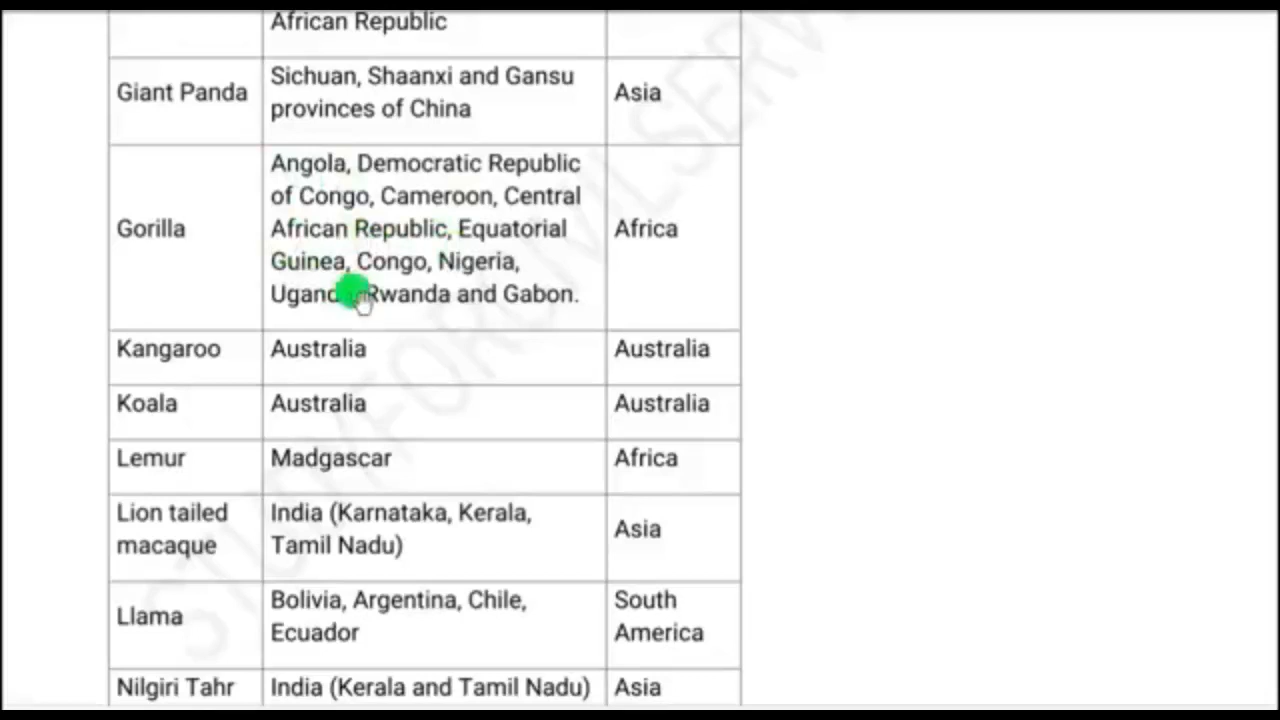 African Republic
Giant Panda
Sichuan, Shaanxi and Gansu
provinces of China
Asia
Gorilla
Angola, Democratic Republic
of Congo, Cameroon, Central
African Republic, Equatorial
Guinea, Congo, Nigeria,
Rwanda and Gabon.
Africa
Kangaroo
Australia
Australia
Koala
Australia
Australia
Lemur
Madgascar
Africa
Lion tailed
macaque
India (Karnataka, Kerala,
Tamil Nadu)
Asia
Llama
Bolivia, Argentina, Chile,
Ecuador
South
America
Nilgiri Tahr
India (Kerala and Tamil Nadu)
Asia